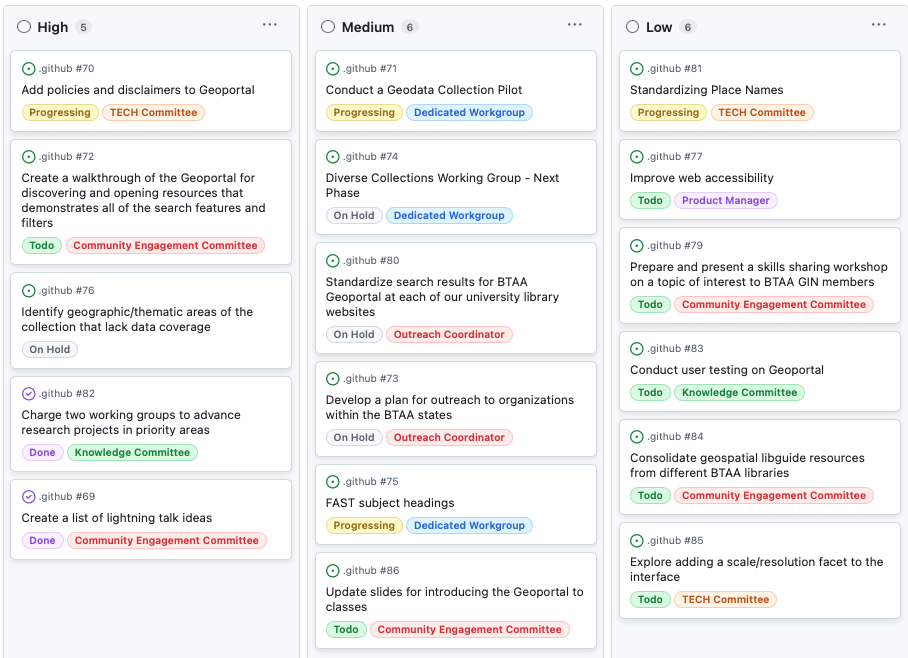 High 5
.github #70
Add policies and disclaimers to Geoportal
Progressing TECH Committee
.github #72
Create a walkthrough of the Geoportal for
discovering and opening resources that
demonstrates all of the search features and
filters
Todo Community Engagement Committee
.github #76
Identify geographic/thematic areas of the
collection that lack data coverage
On Hold
.github #82
Charge two working groups to advance
research projects in priority areas
Done Knowledge Committee
.github #69
Create a list of lightning talk ideas
Done Community Engagement Committee
Medium 6
.github #71
Conduct a Geodata Collection Pilot
Progressing Dedicated Workgroup
.github #74
Diverse Collections Working Group - Next
Phase
On Hold Dedicated Workgroup
.github #80
Standardize search results for BTAA
Geoportal at each of our university library
websites
On Hold Outreach Coordinator
.github #73
Develop a plan for outreach to organizations
within the BTAA states
On Hold Outreach Coordinator
.github #75
FAST subject headings
Progressing Dedicated Workgroup
.github #86
Update slides for introducing the Geoportal to
classes
Todo Community Engagement Committee
Low 6
.github #81
Standardizing Place Names
Progressing TECH Committee
.github #77
Improve web accessibility
Todo Product Manager
.github #79
Prepare and present a skills sharing workshop
on a topic of interest to BTAA GIN members
Todo Community Engagement Committee
.github #83
Conduct user testing on Geoportal
Todo Knowledge Committee
.github #84
Consolidate geospatial libguide resources
from different BTAA libraries
Todo Community Engagement Committee
.github #85
Explore adding a scale/resolution facet to the
interface
Todo TECH Committee